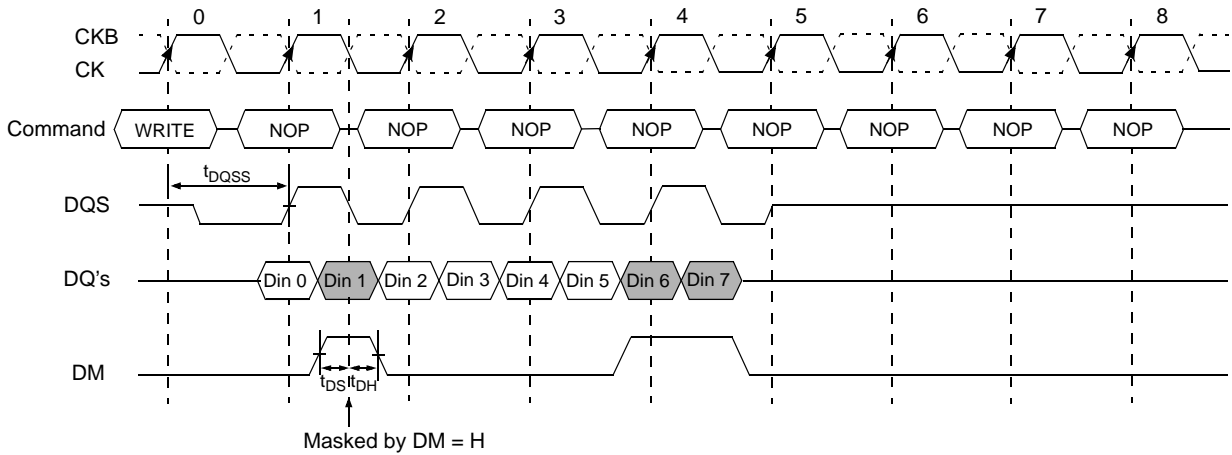 0 1 2 3 4 5 6 7 8
CKB
CK
Command WRITE NOP NOP NOP NOP NOP NOP NOP NOP
tDQSS
DQS
DQ's Din 0 Din 1 Din 2 Din 3 Din 4 Din 5 Din 6 Din 7
DM
tDS tDH
Masked by DM = H